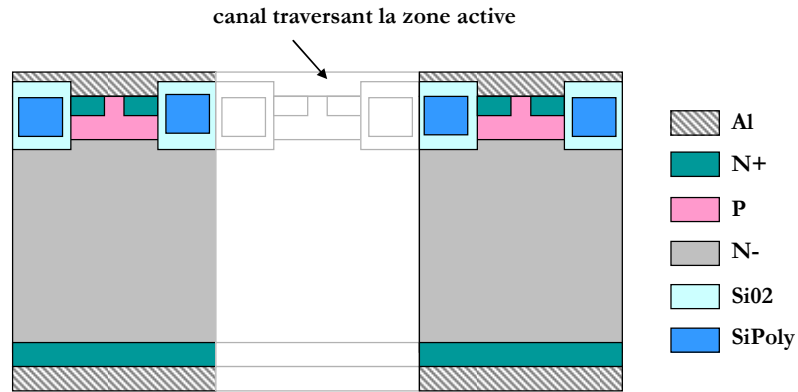 canal traversant la zone active
Al
N+
P
N-
Si02
SiPoly